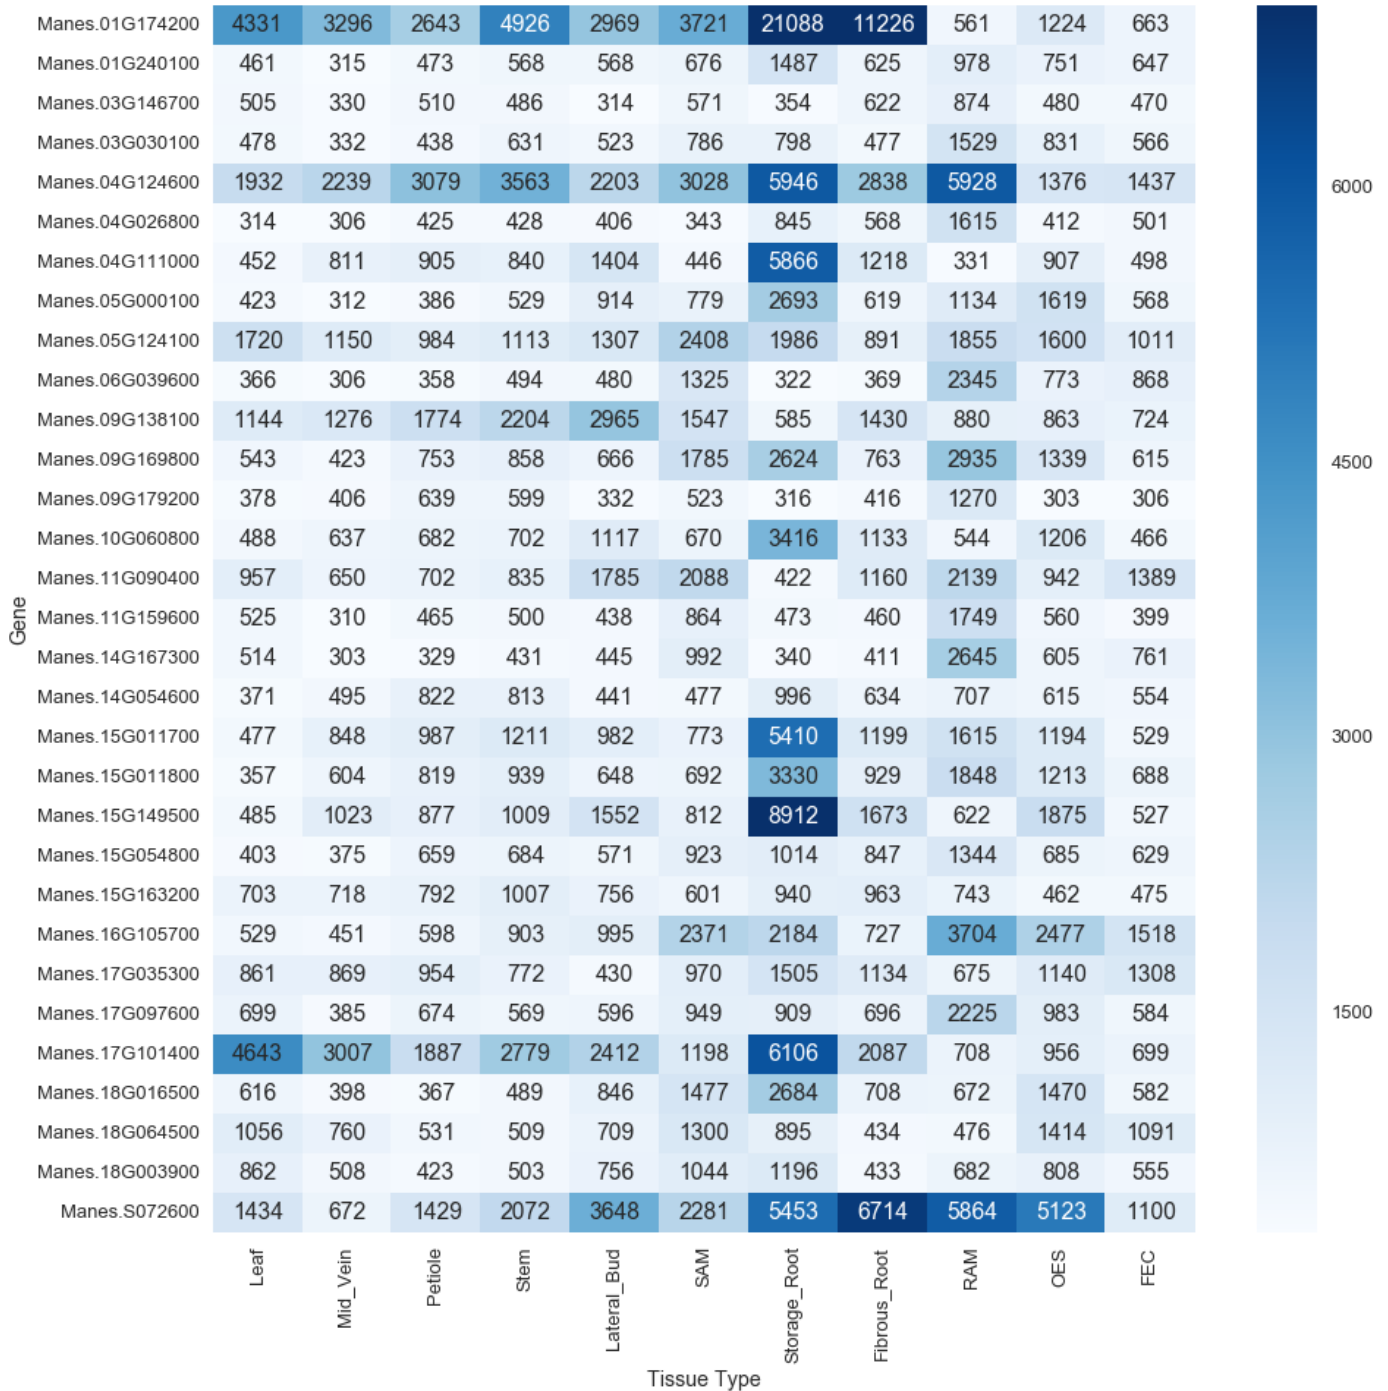 Manes.01G174200 4331 3296 2643 4926 2969 3721 21088 11226 561 1224 663
Manes.01G240100 461 315 473 568 568 676 1487 625 978 751 647
Manes.03G146700 505 330 510 486 314 571 354 622 874 480 470
Manes.03G030100 478 332 438 631 523 786 798 477 1529 831 566
Manes.04G124600 1932 2239 3079 3563 2203 3028 5946 2838 5928 1376 1437
6000
Manes.04G026800 314 306 425 428 406 343 845 568 1615 412 501
Manes.04G111000 452 811 905 840 1404 446 5866 1218 331 907 498
Manes.05G000100 423 312 386 529 914 779 2693 619 1134 1619 568
Manes.05G124100 1720 1150 984 1113 1307 2408 1986 891 1855 1600 1011
Manes.06G039600 366 306 358 494 480 1325 322 369 2345 773 868
Manes.09G138100 1144 1276 1774 2204 2965 1547 585 1430 880 863 724
Manes.09G169800 543 423 753 858 666 1785 2624 763 2935 1339 615
4500
Manes.09G179200 378 406 639 599 332 523 316 416 1270 303 306
Manes.10G060800 488 637 682 702 1117 670 3416 1133 544 1206 466
Manes.11G090400 957 650 702 835 1785 2088 422 1160 2139 942 1389
Gene
Manes.11G159600 525 310 465 500 438 864 473 460 1749 560 399
Manes.14G167300 514 303 329 431 445 992 340 411 2645 605 761
Manes.14G054600 371 495 822 813 441 477 996 634 707 615 554
Manes.15G011700 477 848 987 1211 982 773 5410 1199 1615 1194 529
3000
Manes.15G011800 357 604 819 939 648 692 3330 929 1848 1213 688
Manes.15G149500 485 1023 877 1009 1552 812 8912 1673 622 1875 527
Manes.15G054800 403 375 659 684 571 923 1014 847 1344 685 629
Manes.15G163200 703 718 792 1007 756 601 940 963 743 462 475
Manes.16G105700 529 451 598 903 995 2371 2184 727 3704 2477 1518
Manes.17G035300 861 869 954 772 430 970 1505 1134 675 1140 1308
Manes.17G097600 699 385 674 569 596 949 909 696 2225 983 584
1500
Manes.17G101400 4643 3007 1887 2779 2412 1198 6106 2087 708 956 699
Manes.18G016500 616 398 367 489 846 1477 2684 708 672 1470 582
Manes.18G064500 1056 760 531 509 709 1300 895 434 476 1414 1091
Manes.18G003900 862 508 423 503 756 1044 1196 433 682 808 555
Manes.S072600 1434 672 1429 2072 3648 2281 5453 6714 5864 5123 1100
Leaf Mid_Vein Petiole Stem Lateral_Bud SAM Storage_Root Fibrous_Root RAM OES FEC
Tissue Type